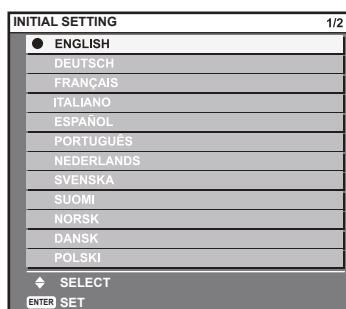 INITIAL SETTING 1/2
ENGLISH
DEUTSCH
FRANÇAIS
ITALIANO
ESPAÑOL
PORTUGUÊS
NEDERLANDS
SVENSKA
SUOMI
NORSK
DANSK
POLSKI
SELECT
ENTER SET